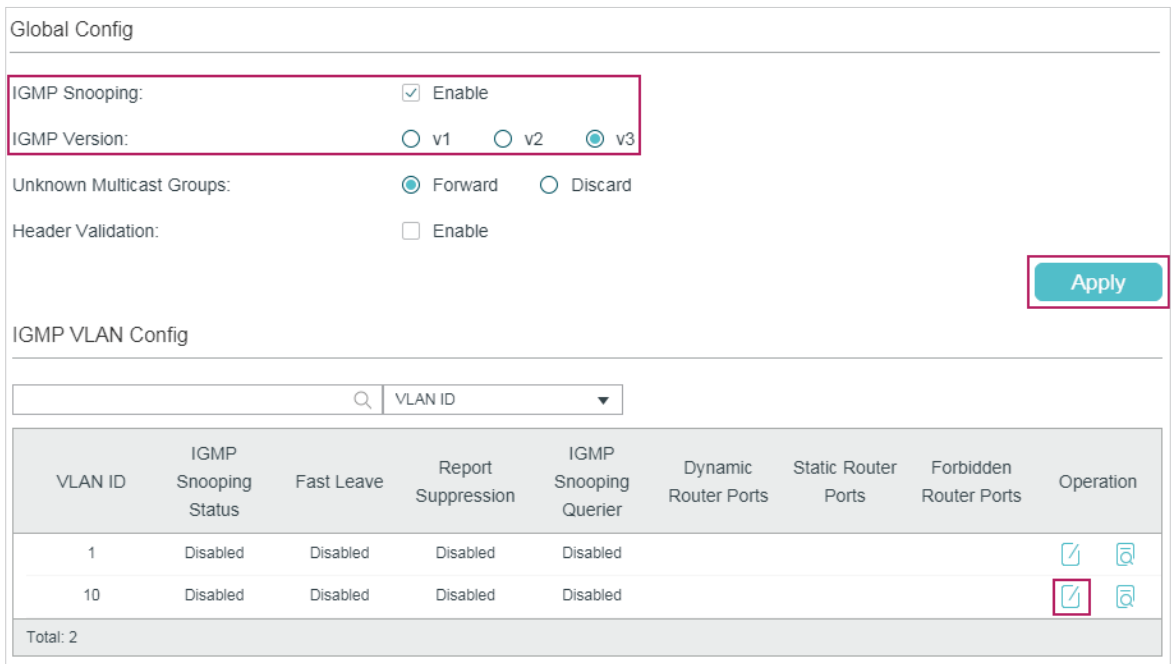 Global Config
IGMP Snooping: Enable
IGMP Version: v1 v2 v3
Unknown Multicast Groups: Forward Discard
Header Validation: Enable
Apply
IGMP VLAN Config
VLAN ID
VLAN ID IGMP Snooping Status Fast Leave Report Suppression IGMP Snooping Querier Dynamic Router Ports Static Router Ports Forbidden Router Ports Operation
1 Disabled Disabled Disabled Disabled
10 Disabled Disabled Disabled Disabled
Total: 2